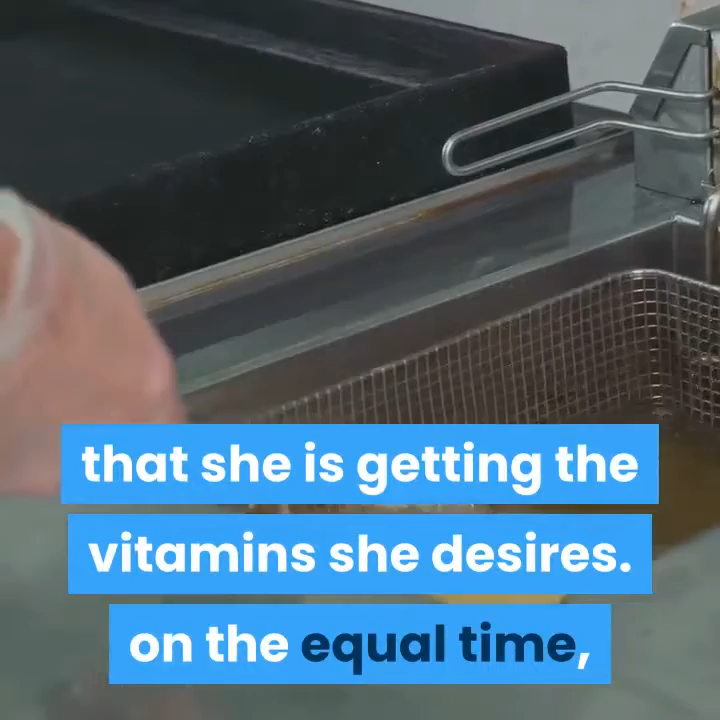 that she is getting the
vitamins she desires.
on the equal time,